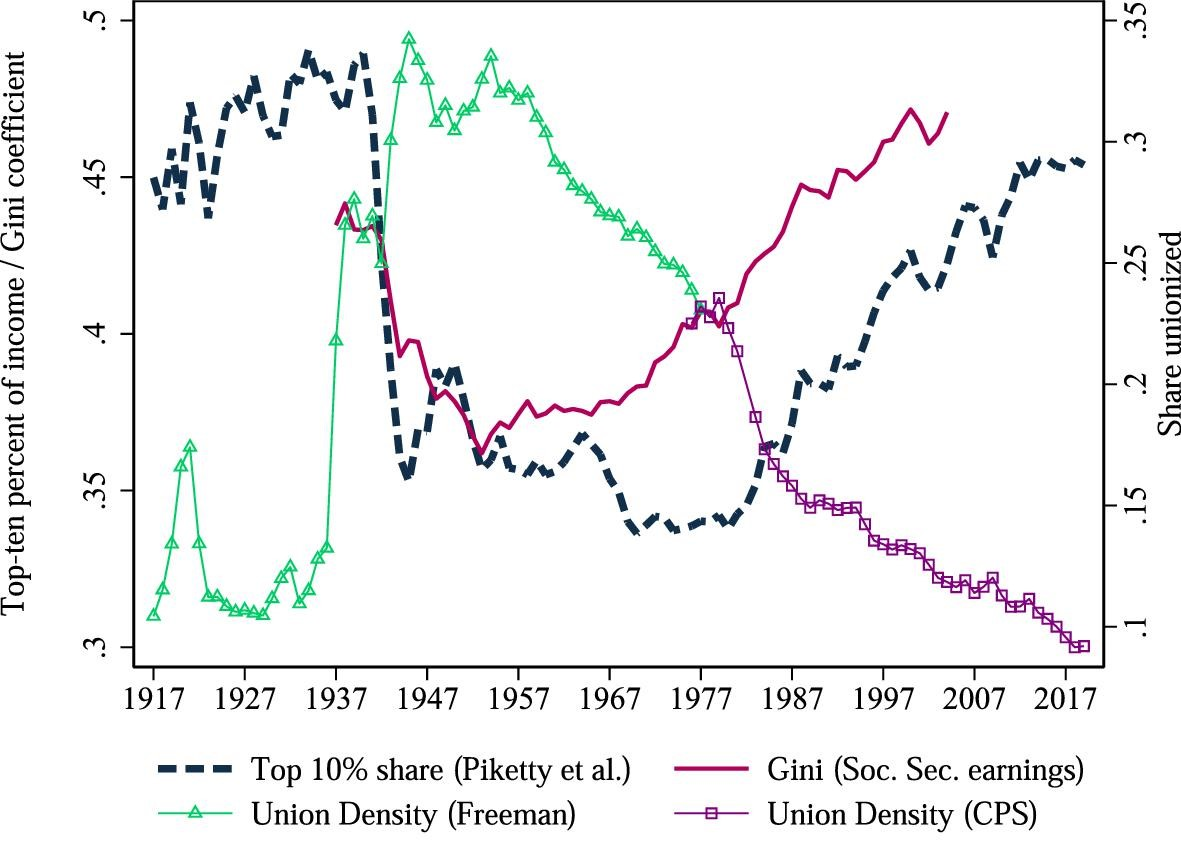 Top-ten percent of income / Gini coefficient
.5
.45
.4
.35
.3
.35
.3
.25
.2
.15
.1
Share unionized
1917 1927 1937 1947 1957 1967 1977 1987 1997 2007 2017
Top 10% share (Piketty et al.) Gini (Soc. Sec. earnings)
Union Density (Freeman) Union Density (CPS)